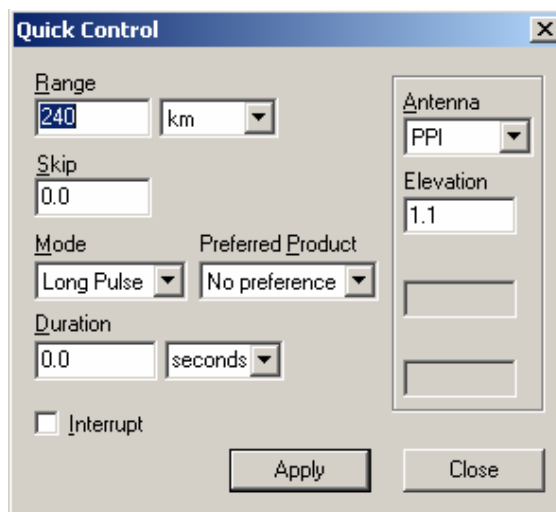 Quick Control
Range
240 km
Skip
0.0
Mode Preferred Product
Long Pulse No preference
Duration
0.0 seconds
Interrupt
Antenna
PPI
Elevation
1.1
Apply Close